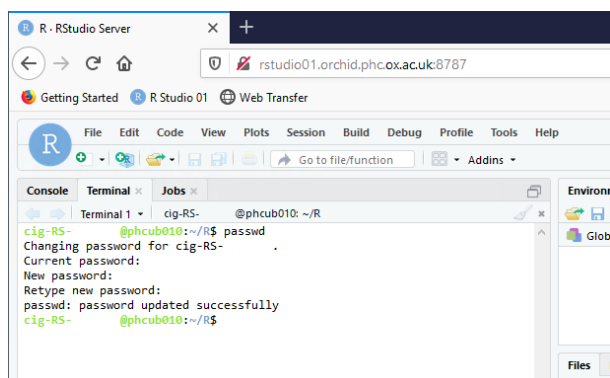 R - RStudio Server
rstudio01.orchid.phc.ox.ac.uk:8787
Getting Started R Studio 01 Web Transfer
R File Edit Code View Plots Session Build Debug Profile Tools Help
Go to file/function Addins
Console Terminal Jobs Environ
Terminal 1 cig-RS- @phcub010: ~/R
Glob
cig-RS- @phcub010:~/R$ passwd
Changing password for cig-RS- .
Current password:
New password:
Retype new password:
passwd: password updated successfully
cig-RS- @phcub010:~/R$
Files